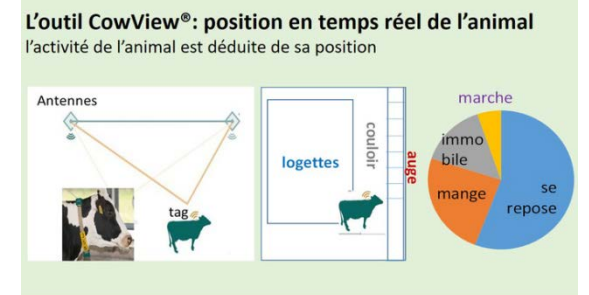 L'outil CowView®: position en temps réel de l'animal
l'activité de l'animal est déduite de sa position
Antennes
tag
logettes
couloir
auge
marche
immo
bile
mange
se
repose